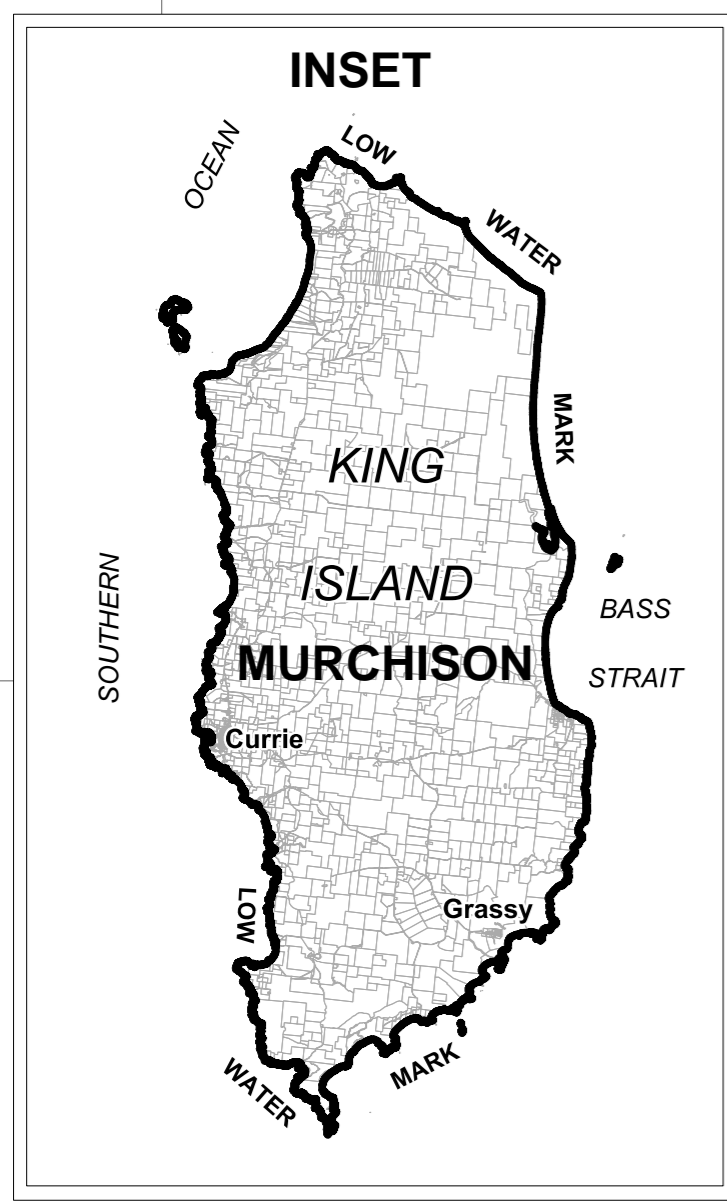 INSET
OCEAN
LOW
WATER
MARK
KING
ISLAND
SOUTHERN
BASS
STRAIT
MURCHISON
Currie
LOW
Grassy
WATER
MARK